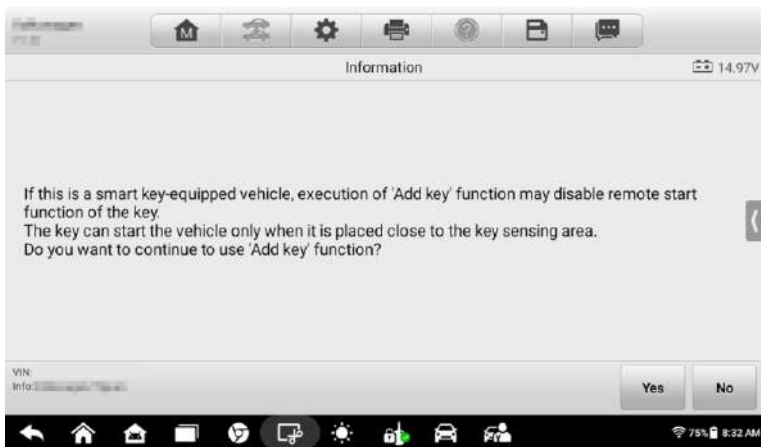 M
Information
14.97V
If this is a smart key-equipped vehicle, execution of 'Add key' function may disable remote start
function of the key.
The key can start the vehicle only when it is placed close to the key sensing area.
Do you want to continue to use 'Add key' function?
VIN:
Info:
Yes
No
75%
8:32 AM